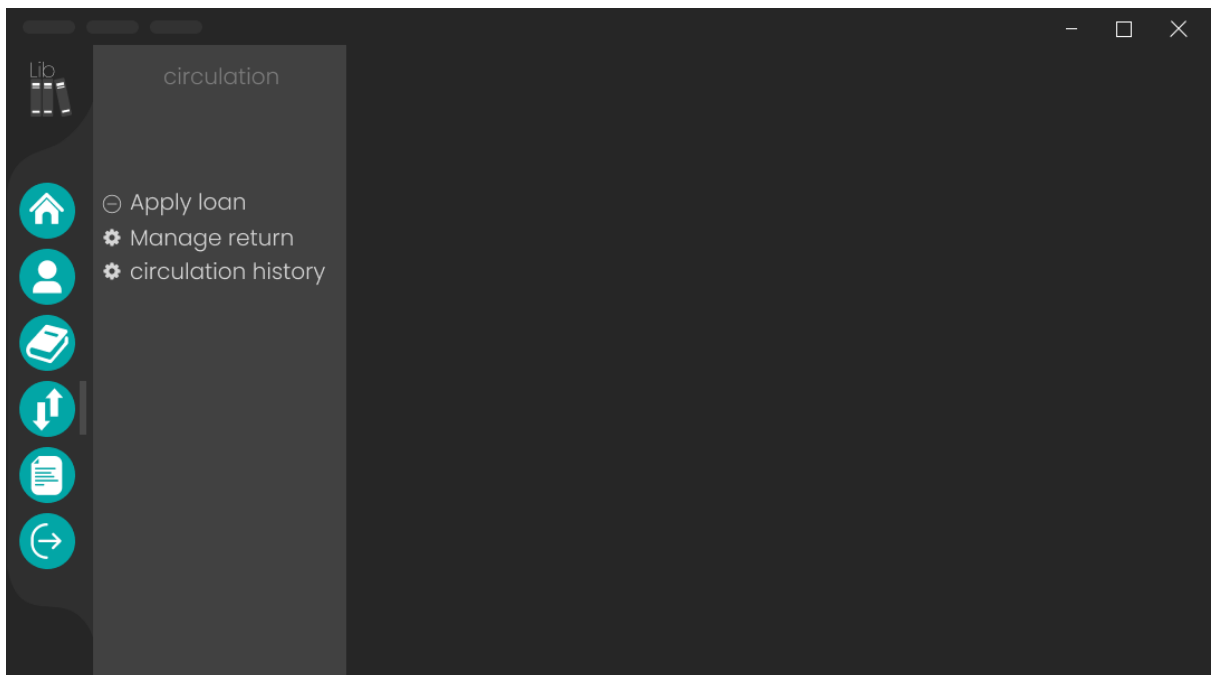 Lib
circulation
Apply loan
Manage return
circulation history